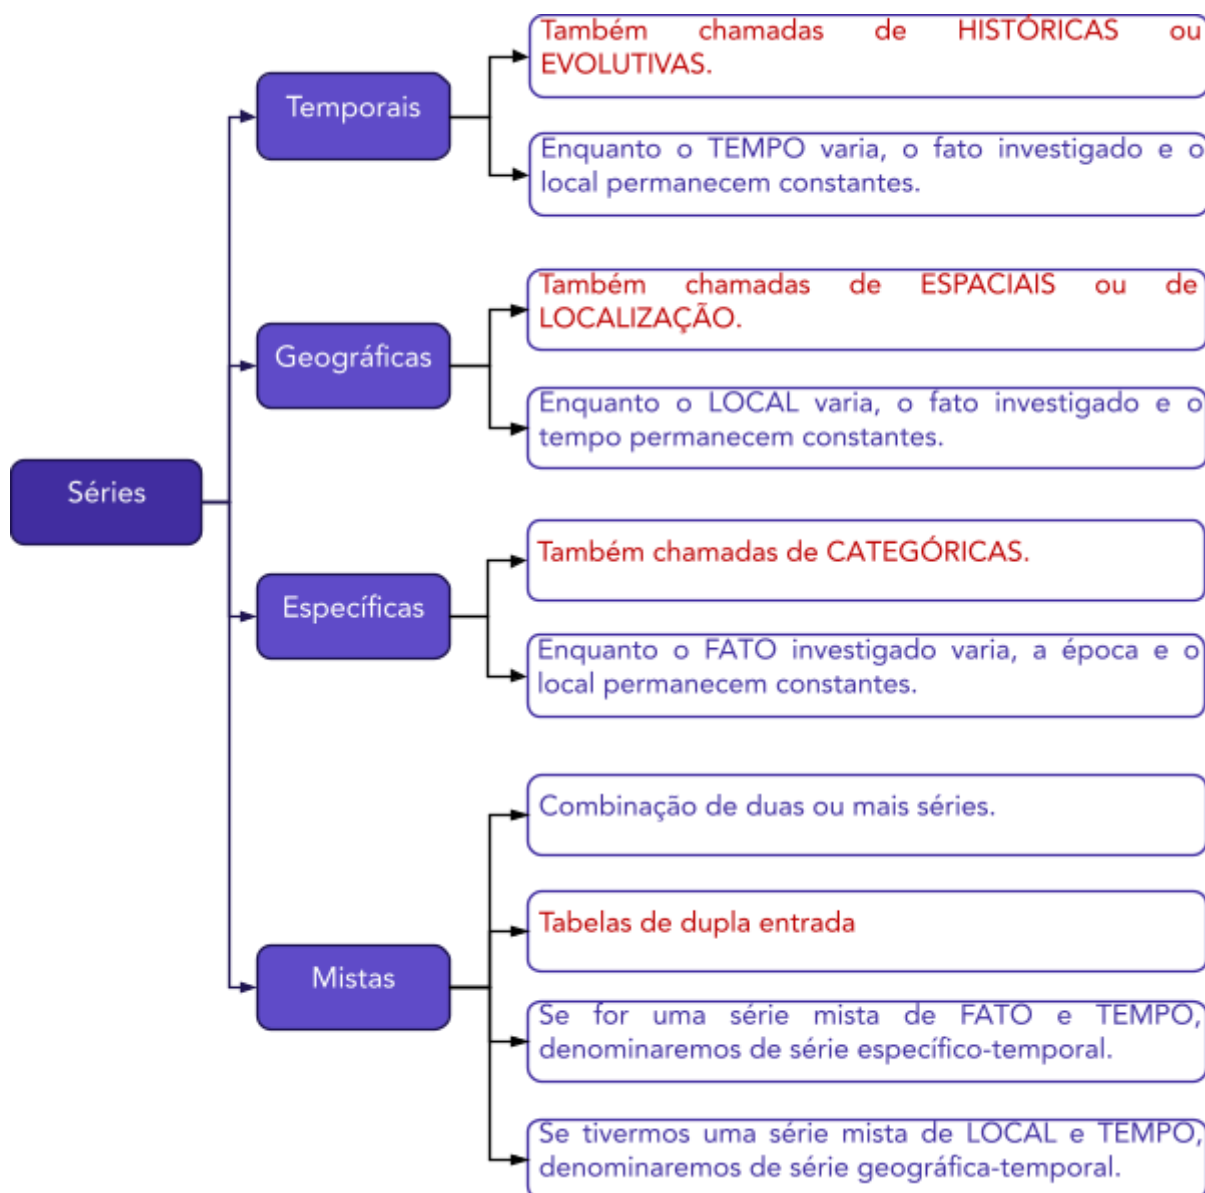 Séries
Temporais
Também chamadas de HISTÓRICAS ou
EVOLUTIVAS.
Enquanto o TEMPO varia, o fato investigado e o
local permanecem constantes.
Geográficas
Também chamadas de ESPACIAIS ou de
LOCALIZAÇÃO.
Enquanto o LOCAL varia, o fato investigado e o
tempo permanecem constantes.
Específicas
Também chamadas de CATEGÓRICAS.
Enquanto o FATO investigado varia, a época e o
local permanecem constantes.
Mistas
Combinação de duas ou mais séries.
Tabelas de dupla entrada
Se for uma série mista de FATO e TEMPO,
denominaremos de série específico-temporal.
Se tivermos uma série mista de LOCAL e TEMPO,
denominaremos de série geográfica-temporal.